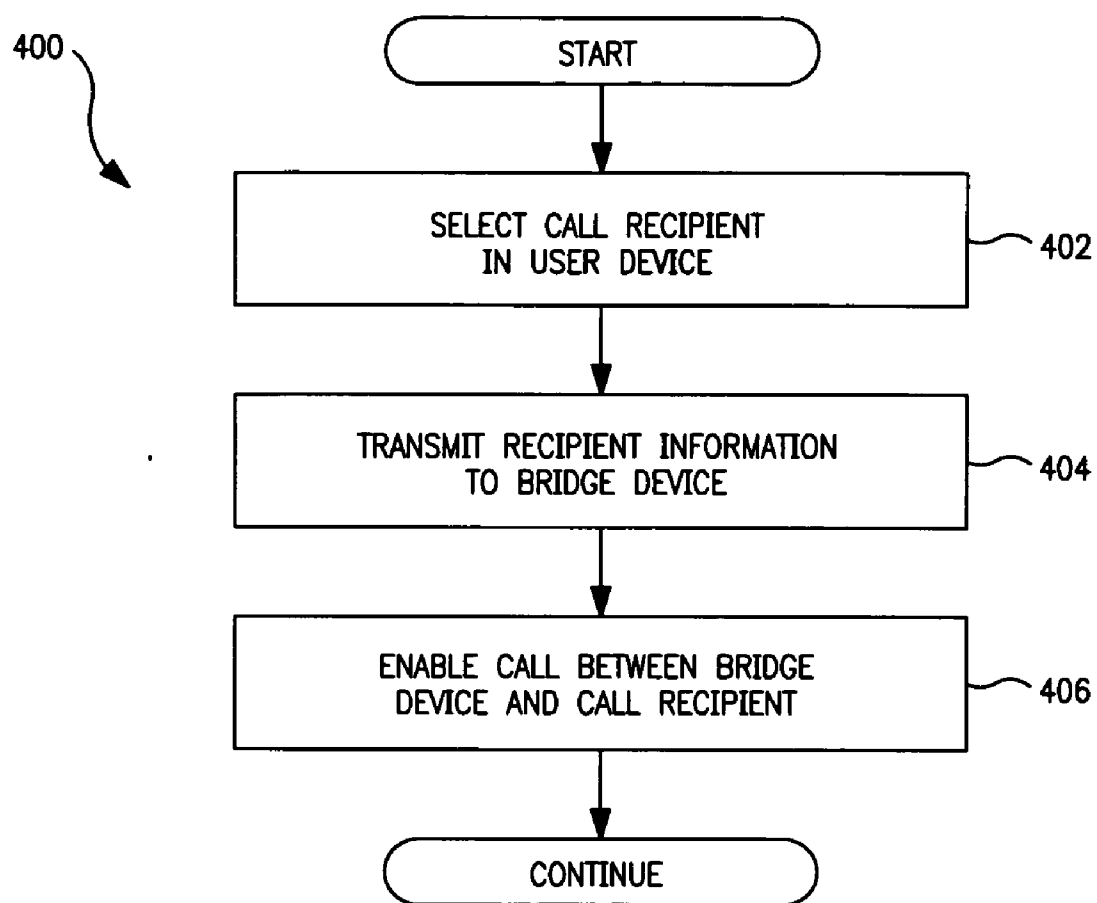 400
START
SELECT CALL RECIPIENT
IN USER DEVICE
402
TRANSMIT RECIPIENT INFORMATION
TO BRIDGE DEVICE
404
ENABLE CALL BETWEEN BRIDGE
DEVICE AND CALL RECIPIENT
406
CONTINUE